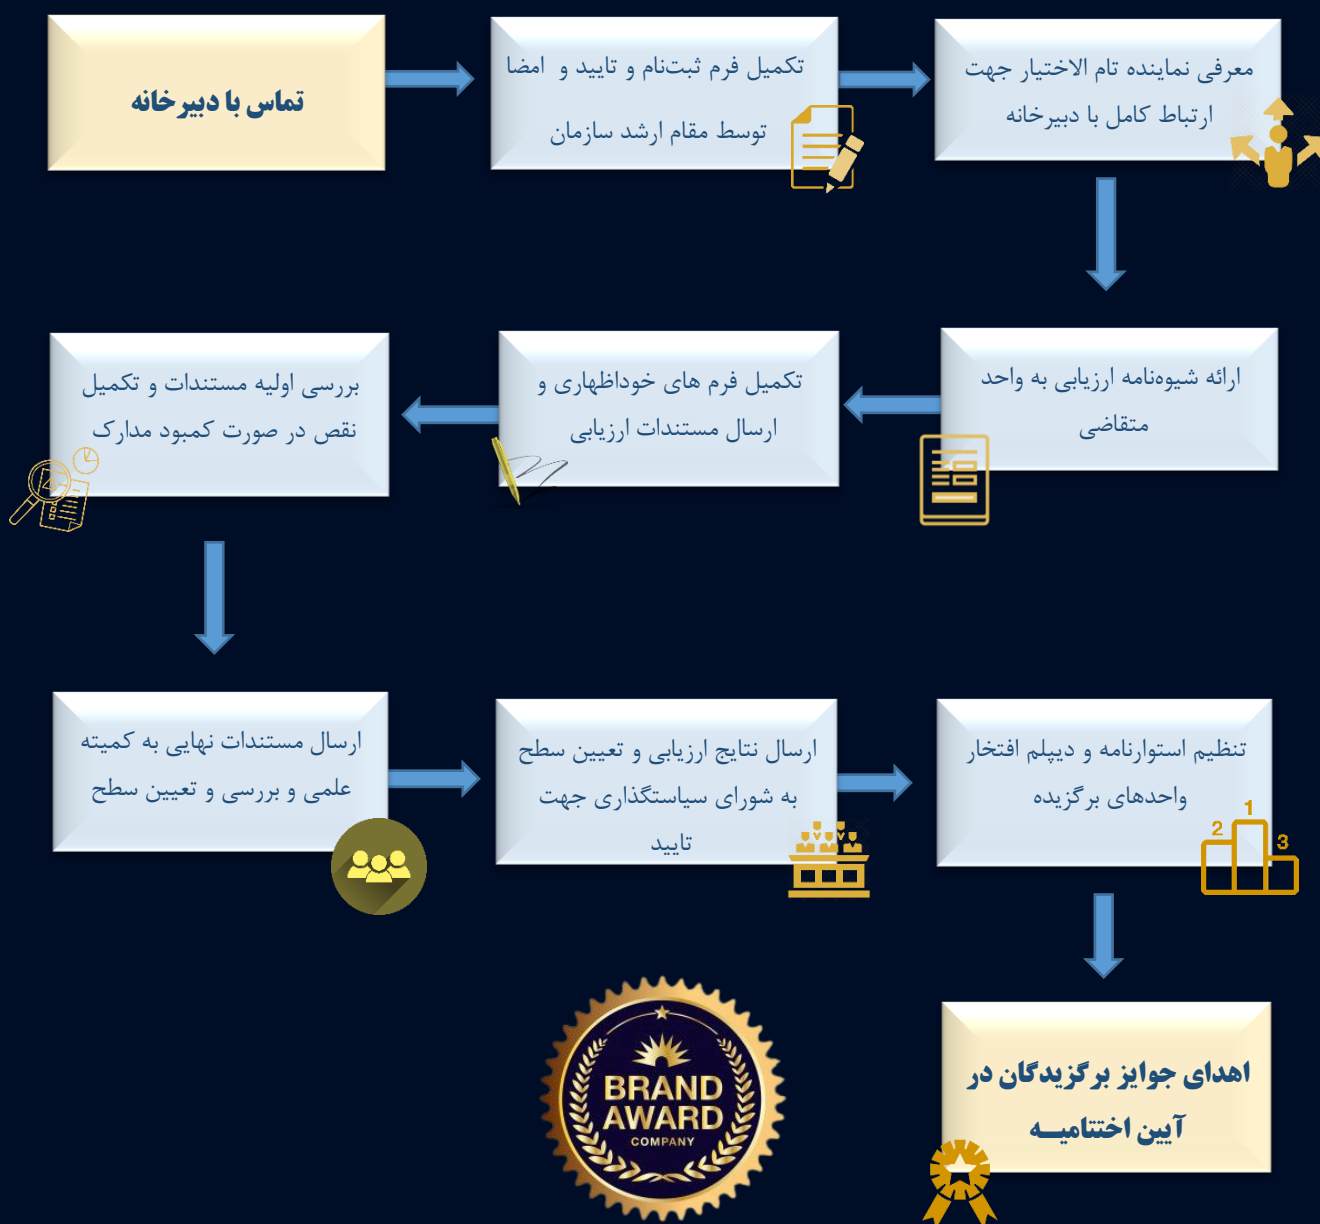 تماس با دبیرخانه
تکمیل فرم ثبت‌نام و تایید و امضا
توسط مقام ارشد سازمان
معرفی نماینده تام الاختیار جهت
ارتباط کامل با دبیرخانه
ارائه شیوه‌نامه ارزیابی به واحد
متقاضی
تکمیل فرم های خوداظهاری و
ارسال مستندات ارزیابی
بررسی اولیه مستندات و تکمیل
نقص در صورت کمبود مدارک
ارسال مستندات نهایی به کمیته
علمی و بررسی و تعیین سطح
ارسال نتایج ارزیابی و تعیین سطح
به شورای سیاستگذاری جهت
تایید
تنظیم استوارنامه و دیپلم افتخار
واحدهای برگزیده
1
2
3
اهدای جوایز برگزیدگان در
آیین اختتامیـــه
BRAND
AWARD
COMPANY